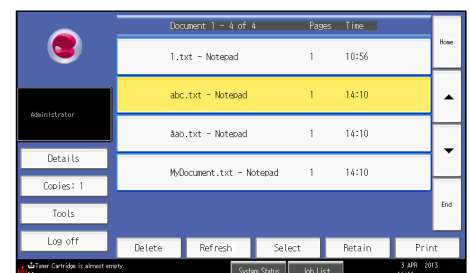 Document 1 - 4 of 4 Pages Time
Home
1.txt - Notepad 1 10:56
abc.txt - Notepad 1 14:10
Administrator
åäö.txt - Notepad 1 14:10
Details
MyDocument.txt - Notepad 1 14:10
Copies: 1
End
Tools
Log off
Delete Refresh Select Retain Print
Toner Cartridge is almost empty.
System Status Job List
3 APR 2013